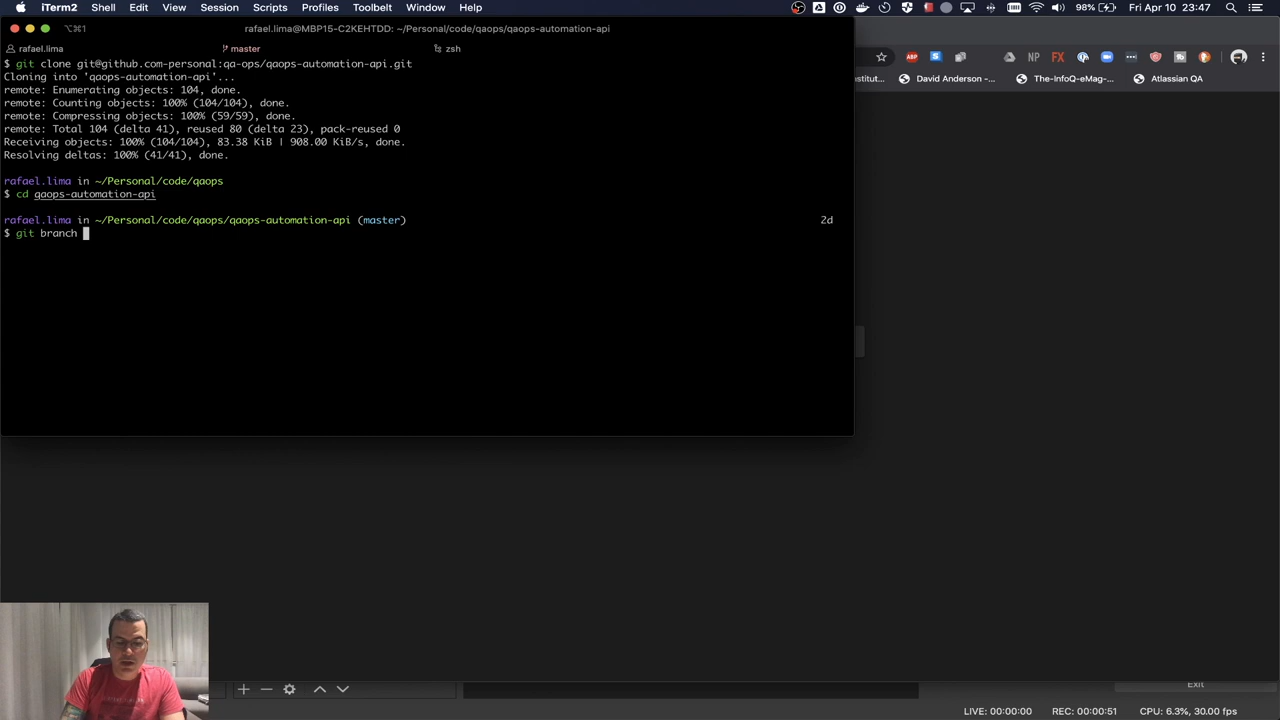 iTerm2 Shell Edit View Session Scripts Profiles Toolbelt Window Help 98% Fri Apr 10 23:47
⌥⌘1 rafael.lima@MBP15-C2KEHTDD: ~/Personal/code/qaops/qaops-automation-api
rafael.lima master zsh
$ git clone git@github.com-personal:qa-ops/qaops-automation-api.git
Cloning into 'qaops-automation-api'...
remote: Enumerating objects: 104, done.
remote: Counting objects: 100% (104/104), done.
remote: Compressing objects: 100% (59/59), done.
remote: Total 104 (delta 41), reused 80 (delta 23), pack-reused 0
Receiving objects: 100% (104/104), 83.38 KiB | 908.00 KiB/s, done.
Resolving deltas: 100% (41/41), done.
rafael.lima in ~/Personal/code/qaops
$ cd qaops-automation-api
rafael.lima in ~/Personal/code/qaops/qaops-automation-api (master) 2d
$ git branch
ABP S NP FX
stitut... David Anderson -... The-InfoQ-eMag-... Atlassian QA
Exit
LIVE: 00:00:00 REC: 00:00:51 CPU: 6.3%, 30.00 fps